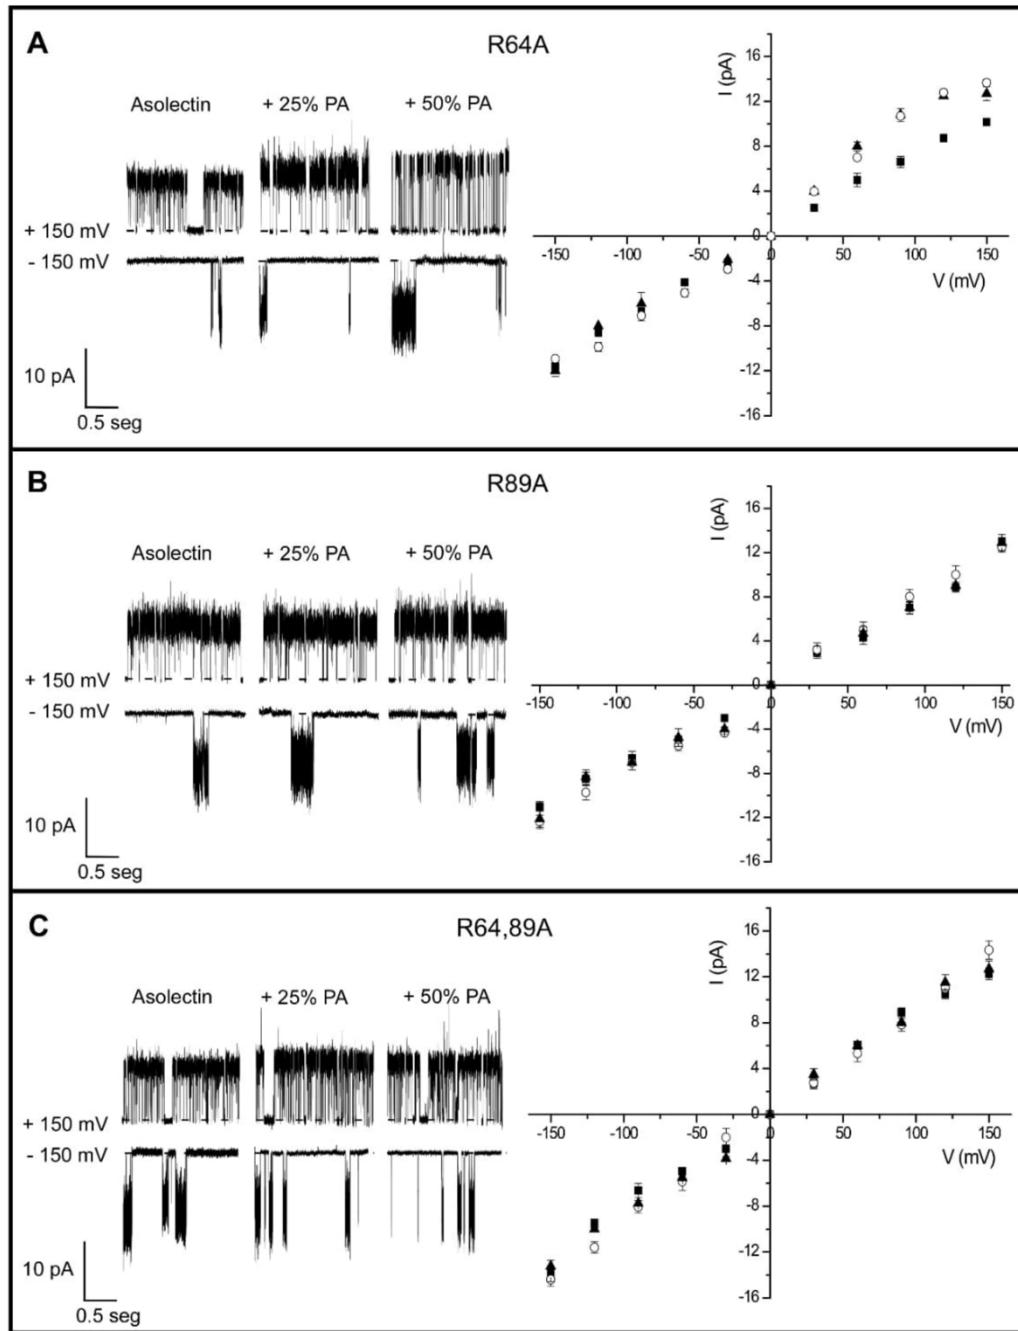 A
R64A
Asolectin
+ 25% PA
+ 50% PA
+ 150 mV
- 150 mV
10 pA
0.5 seg
I (pA)
16
12
8
4
0
-150
-100
-50
0
50
100
150
V (mV)
-4
-8
-12
-16
B
R89A
Asolectin
+ 25% PA
+ 50% PA
+ 150 mV
- 150 mV
10 pA
0.5 seg
I (pA)
16
12
8
4
0
-150
-100
-50
0
50
100
150
V (mV)
-4
-8
-12
-16
C
R64,89A
Asolectin
+ 25% PA
+ 50% PA
+ 150 mV
- 150 mV
10 pA
0.5 seg
I (pA)
16
12
8
4
0
-150
-100
-50
0
50
100
150
V (mV)
-4
-8
-12
-16